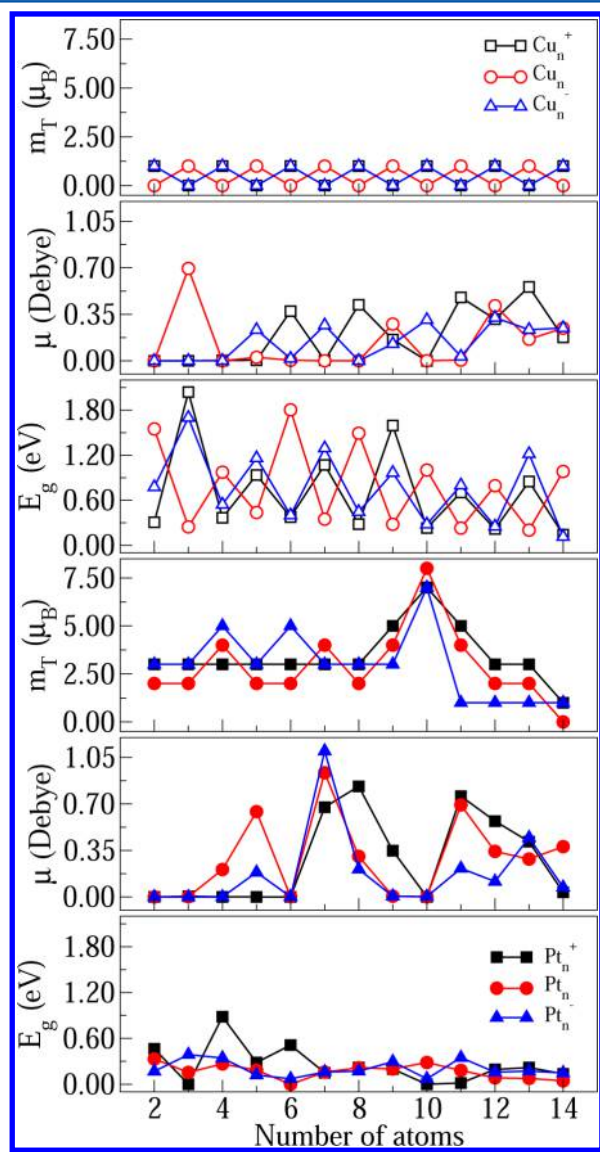 m_T (μ_B)
7.50
5.00
2.50
0.00
Cu_n^+
Cu_n
Cu_n^-
μ (Debye)
1.05
0.70
0.35
0.00
E_g (eV)
1.80
1.20
0.60
0.00
m_T (μ_B)
7.50
5.00
2.50
0.00
μ (Debye)
1.05
0.70
0.35
0.00
E_g (eV)
1.80
1.20
0.60
0.00
Pt_n^+
Pt_n
Pt_n^-
2 4 6 8 10 12 14
Number of atoms